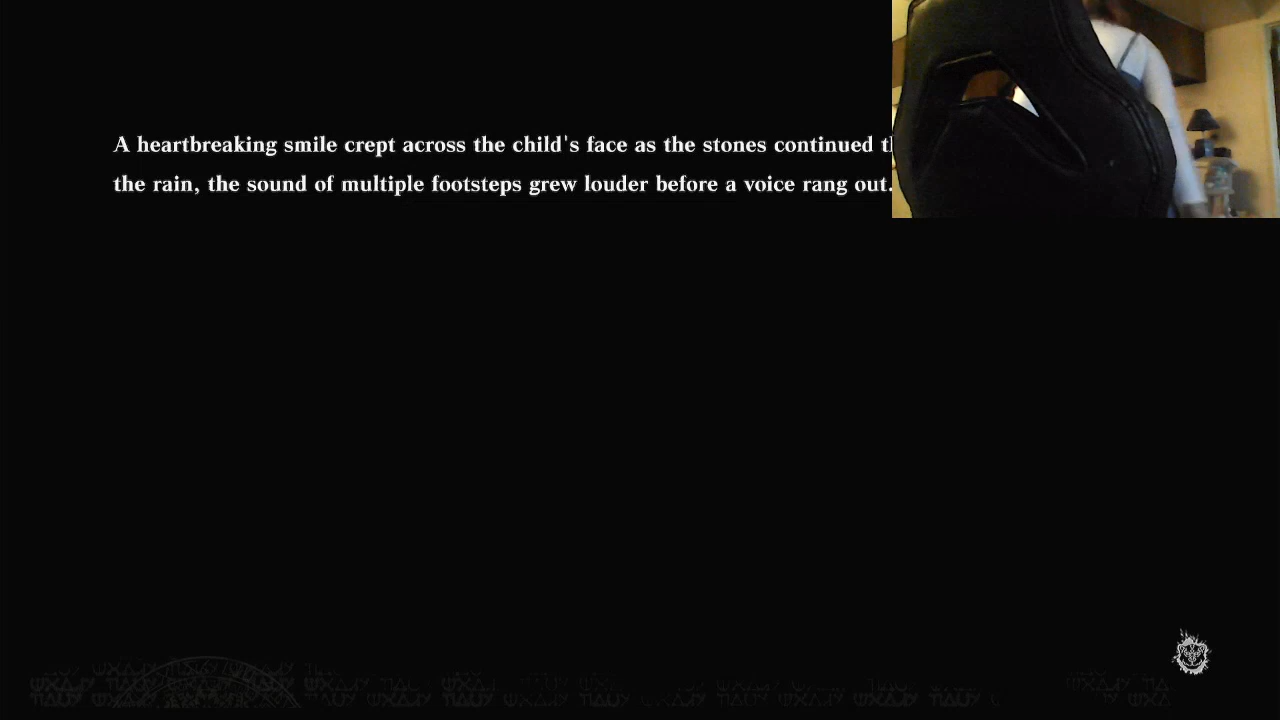 A heartbreaking smile crept across the child's face as the stones continued
the rain, the sound of multiple footsteps grew louder before a voice rang out.